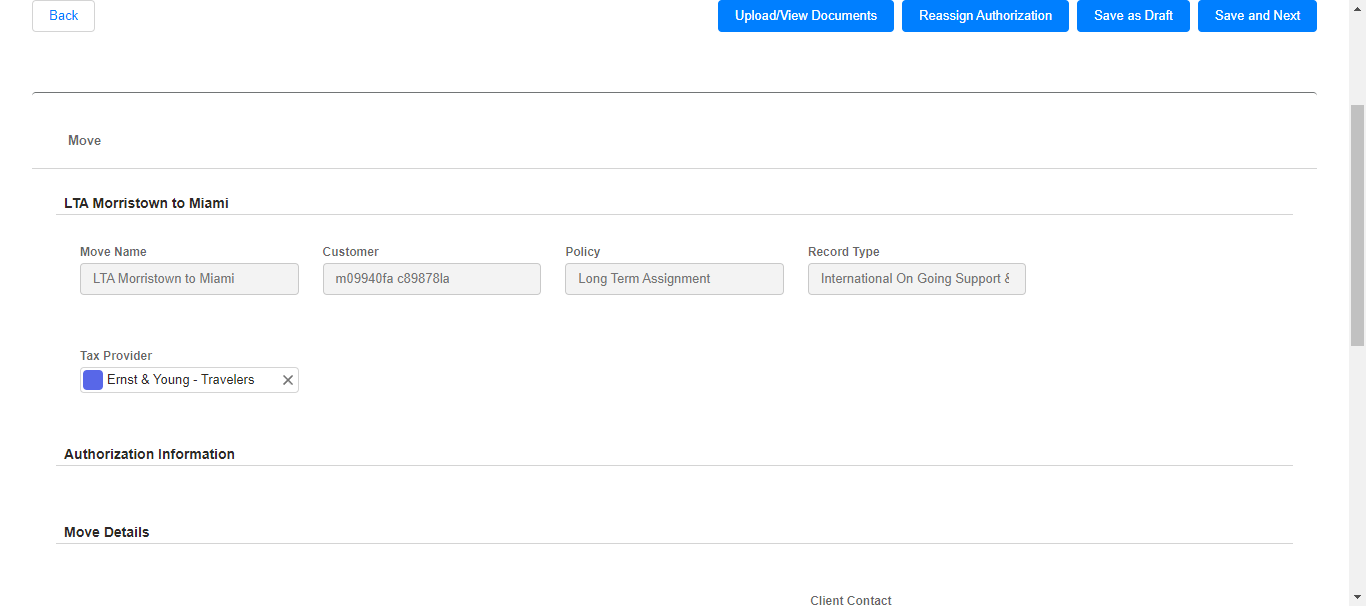 Back
Upload/View Documents
Reassign Authorization
Save as Draft
Save and Next
Move
LTA Morristown to Miami
Move Name
Customer
Policy
Record Type
LTA Morristown to Miami
m09940fa c89878la
Long Term Assignment
International On Going Support &
Tax Provider
Ernst & Young - Travelers
Authorization Information
Move Details
Client Contact